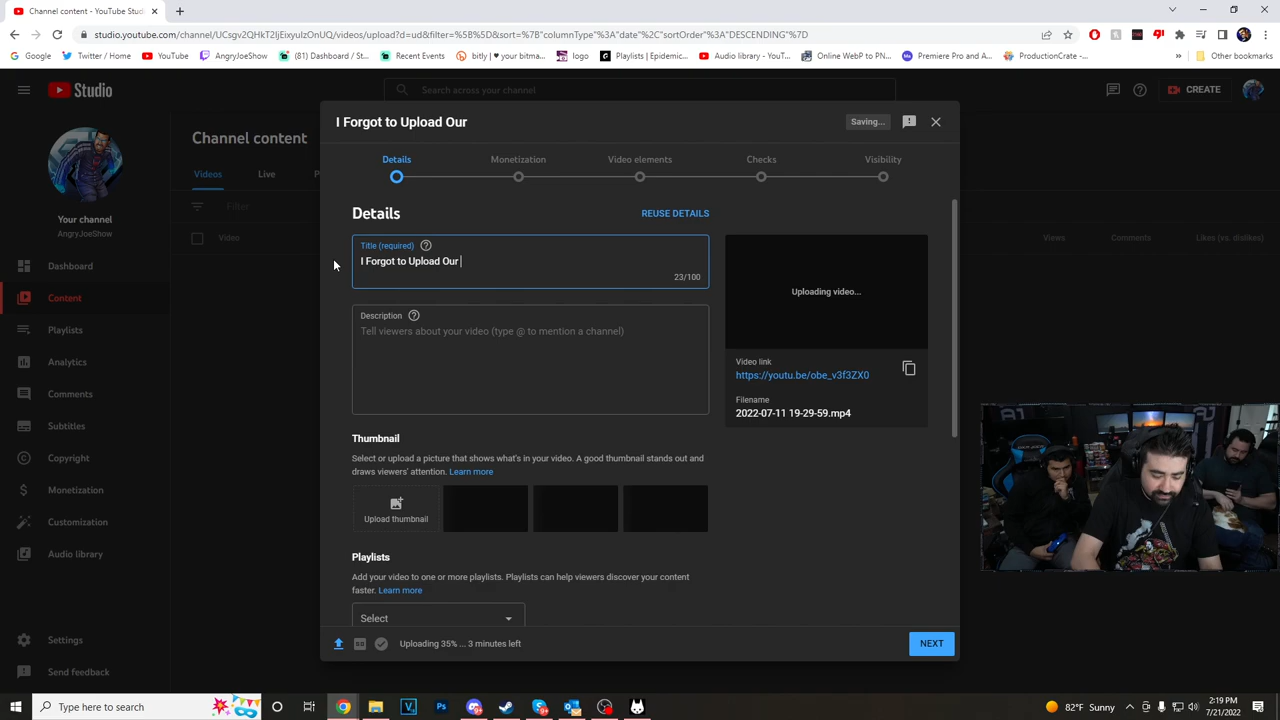 Channel content - YouTube Stud
studio.youtube.com/channel/UCsgv2QHkT2ljEixyulzOnUQ/videos/upload?d=ud&filter=%5B%5D&sort=%7B"columnType"%3A"date"%2C"sortOrder"%3A"DESCENDING"%7D
Google Twitter / Home YouTube AngryJoeShow (81) Dashboard / St... Recent Events bitly | ♥ your bitma... logo Playlists | Epidemic... Audio library - YouT... Online WebP to PN... Premiere Pro and A... ProductionCrate -... » Other bookmarks
Studio
Search across your channel
CREATE
Your channel
AngryJoeShow
Dashboard
Content
Playlists
Analytics
Comments
Subtitles
Copyright
Monetization
Customization
Audio library
Settings
Send feedback
Channel content
Videos Live P
Filter
Video
Views Comments Likes (vs. dislikes)
I Forgot to Upload Our
Saving...
Details Monetization Video elements Checks Visibility
Details
REUSE DETAILS
Title (required)
I Forgot to Upload Our
23/100
Description
Tell viewers about your video (type @ to mention a channel)
Uploading video...
Video link
https://youtu.be/obe_v3f3ZX0
Filename
2022-07-11 19-29-59.mp4
Thumbnail
Select or upload a picture that shows what's in your video. A good thumbnail stands out and
draws viewers' attention. Learn more
Upload thumbnail
Playlists
Add your video to one or more playlists. Playlists can help viewers discover your content
faster. Learn more
Select
Uploading 35% ... 3 minutes left
NEXT
Type here to search
82°F Sunny
2:19 PM
7/21/2022